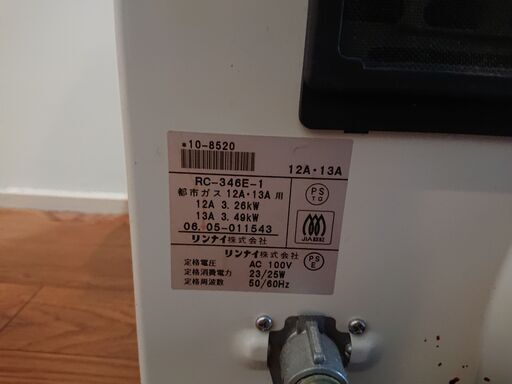 10-8520
12A・13A
RC-346E-1
都市ガス 12A・13A 用
12A 3.26kW
13A 3.49kW
06.05-011543
リンナイ株式会社
PS
TG
JIA
リンナイ株式会社
定格電圧 AC 100V
定格消費電力 23/25W
定格周波数 50/60Hz
PS
E